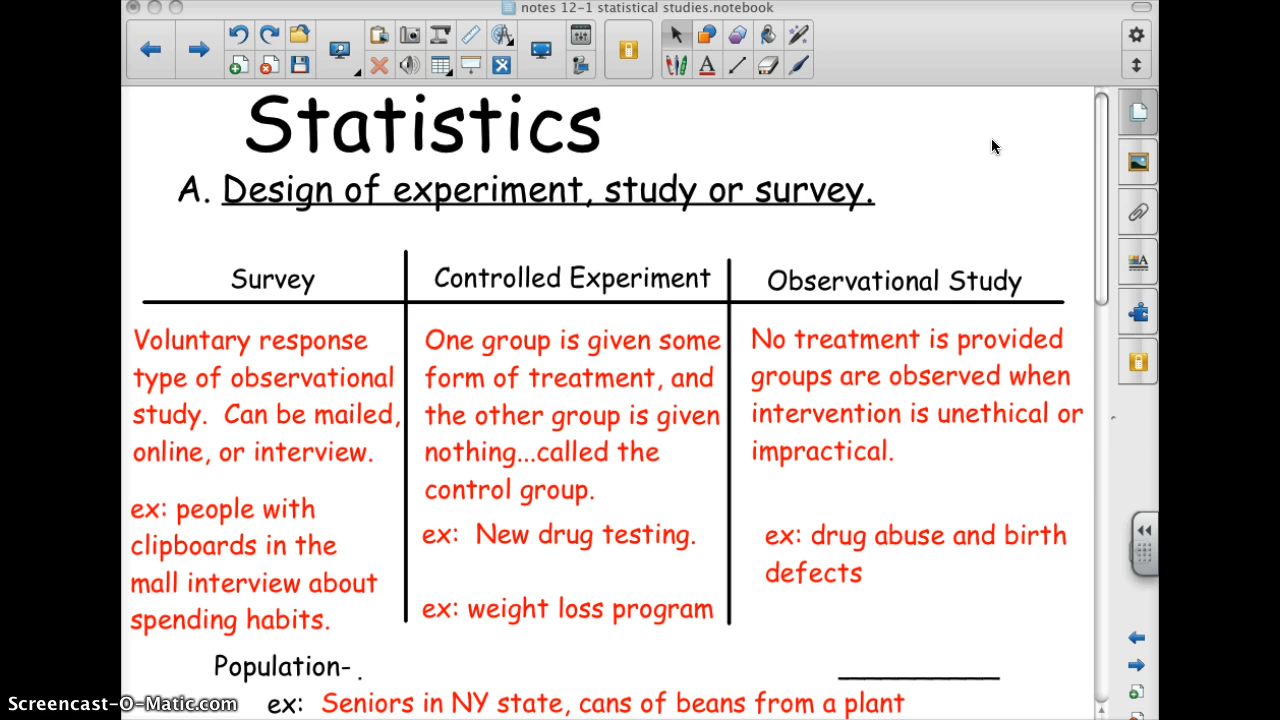 notes 12-1 statistical studies.notebook
Statistics
A. Design of experiment, study or survey.
Survey
Voluntary response
type of observational
study. Can be mailed,
online, or interview.
ex: people with
clipboards in the
mall interview about
spending habits.
Controlled Experiment
One group is given some
form of treatment, and
the other group is given
nothing...called the
control group.
ex: New drug testing.
ex: weight loss program
Observational Study
No treatment is provided
groups are observed when
intervention is unethical or
impractical.
ex: drug abuse and birth
defects
Population- .
ex: Seniors in NY state, cans of beans from a plant
Screencast-O-Matic.com